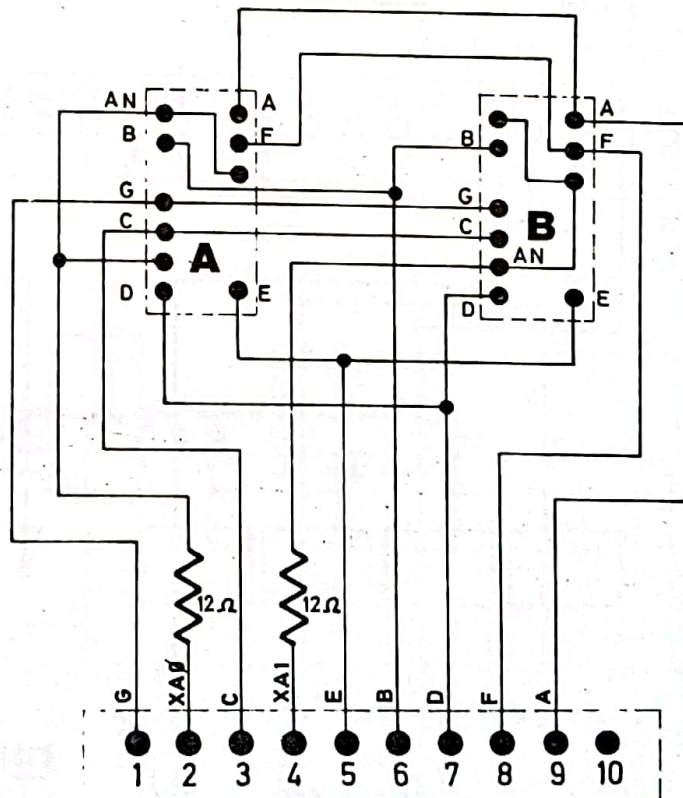 AN A
B F
G
C A
D E
A
B F
G
C B
AN
D E
12Ω 12Ω
G XAØ C XA1 E B D F A
1 2 3 4 5 6 7 8 9 10